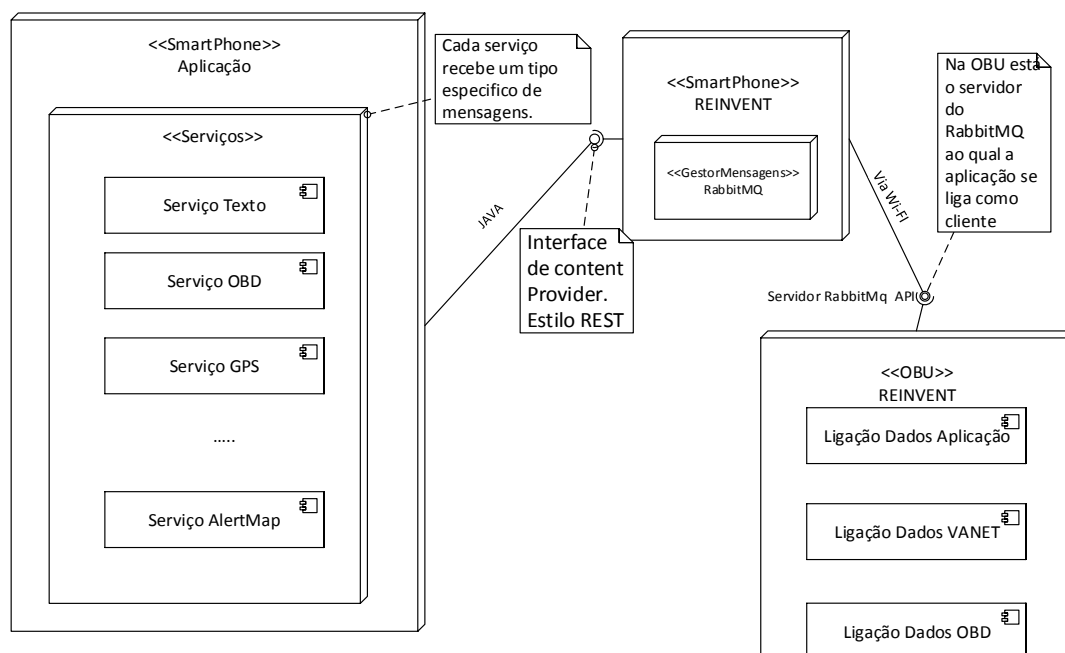 <<SmartPhone>>
Aplicação
<<Serviços>>
Serviço Texto
Serviço OBD
Serviço GPS
.....
Serviço AlertMap
Cada serviço
recebe um tipo
especifico de
mensagens.
JAVA
Interface
de content
Provider.
Estilo REST
<<SmartPhone>>
REINVENT
<<GestorMensagens>>
RabbitMQ
Via Wi-FI
Na OBU está
o servidor
do
RabbitMQ
ao qual a
aplicação se
liga como
cliente
Servidor RabbitMq API
<<OBU>>
REINVENT
Ligação Dados Aplicação
Ligação Dados VANET
Ligação Dados OBD